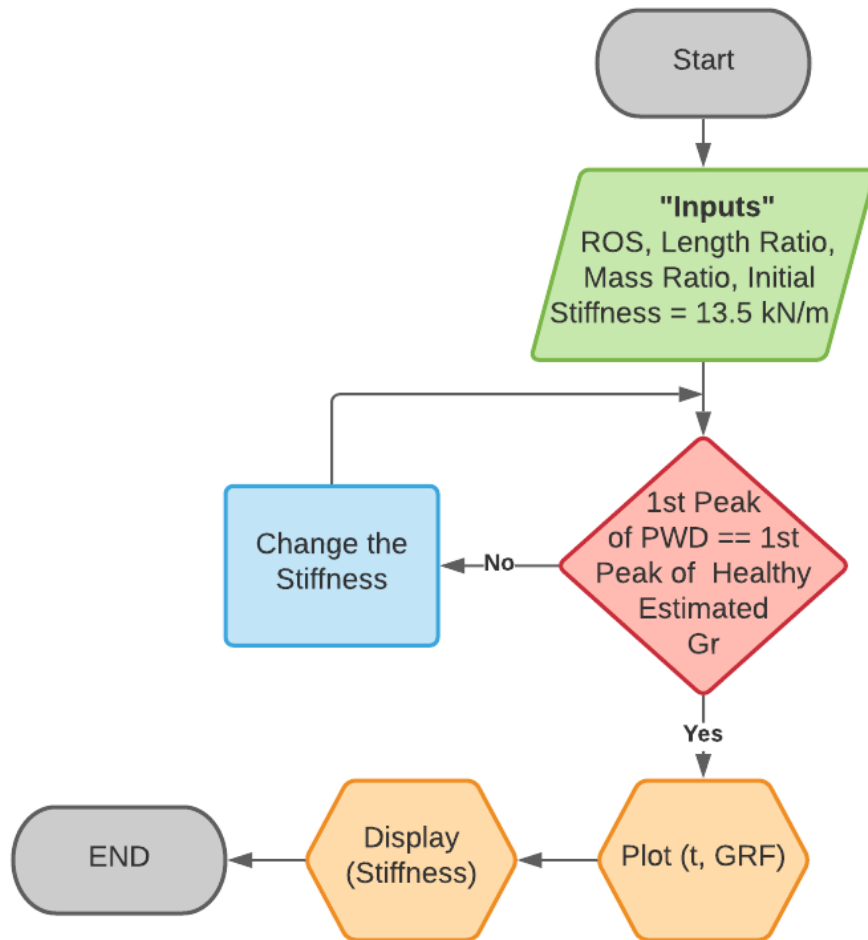 Start
"Inputs"
ROS, Length Ratio,
Mass Ratio, Initial
Stiffness = 13.5 kN/m
1st Peak
of PWD == 1st
Peak of Healthy
Estimated
Gr
Change the
Stiffness
No
Yes
Plot (t, GRF)
Display
(Stiffness)
END